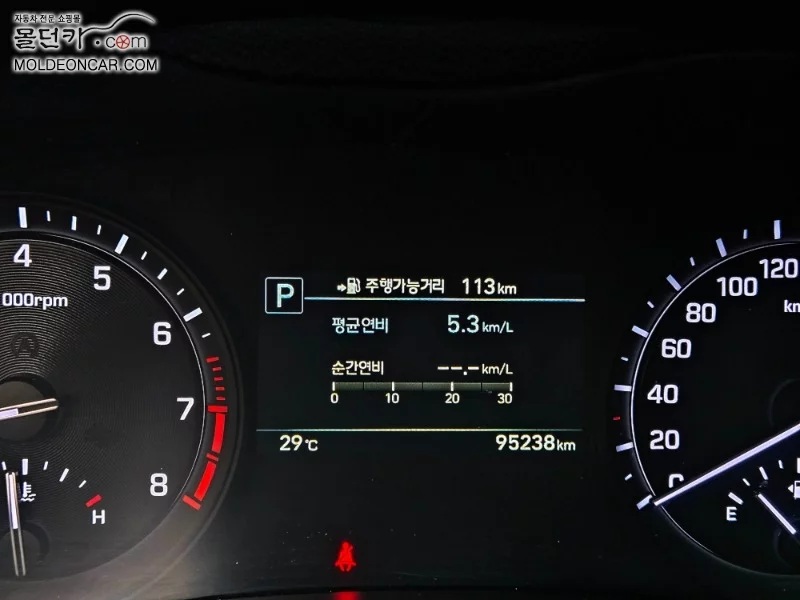 자동차 전문 쇼핑몰
몰던카.com
MOLDEONCAR.COM
4
5
6
7
8
000rpm
H
P
주행가능거리 113km
평균연비 5.3km/L
순간연비 --.-km/L
0 10 20 30
29℃ 95238km
120
100
80
60
40
20
0
km
E